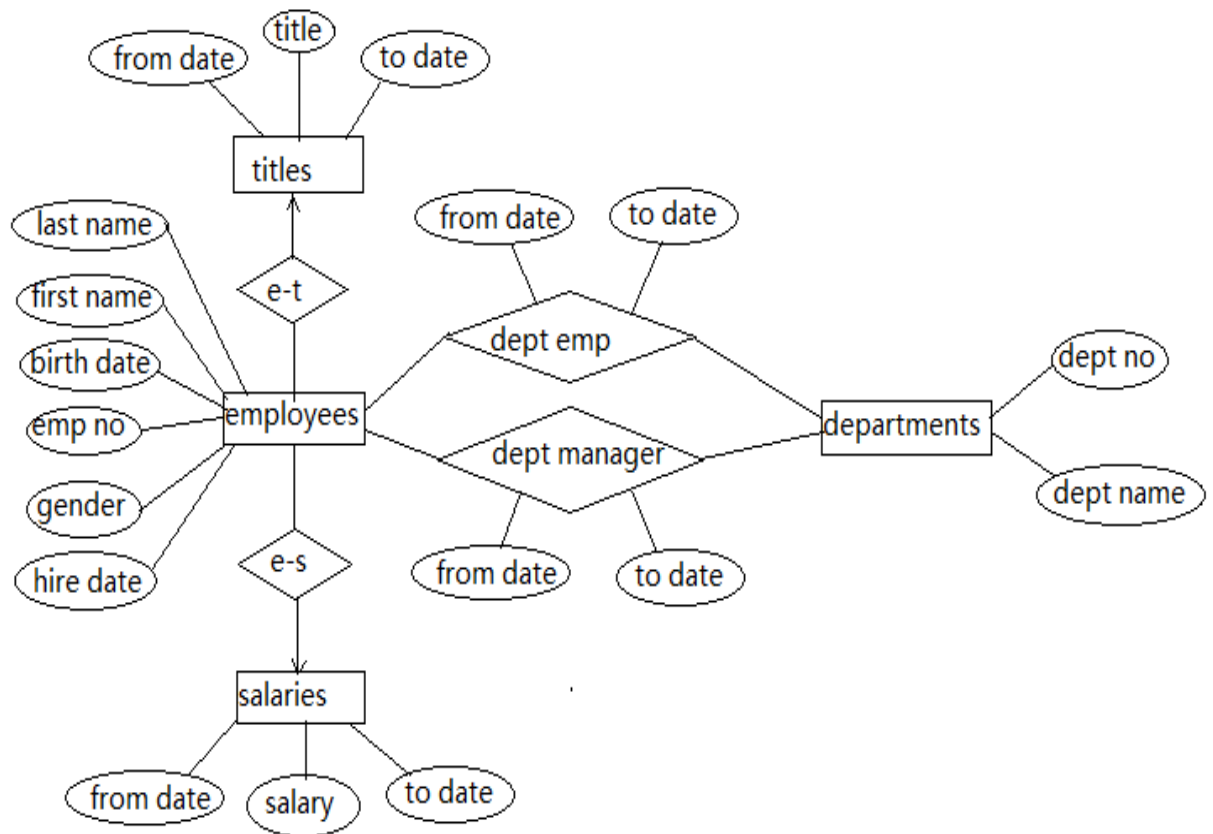 title
from date
to date
titles
last name
from date
to date
first name
e-t
birth date
dept emp
dept no
emp no
employees
departments
dept manager
dept name
gender
e-s
from date
to date
hire date
salaries
from date
salary
to date